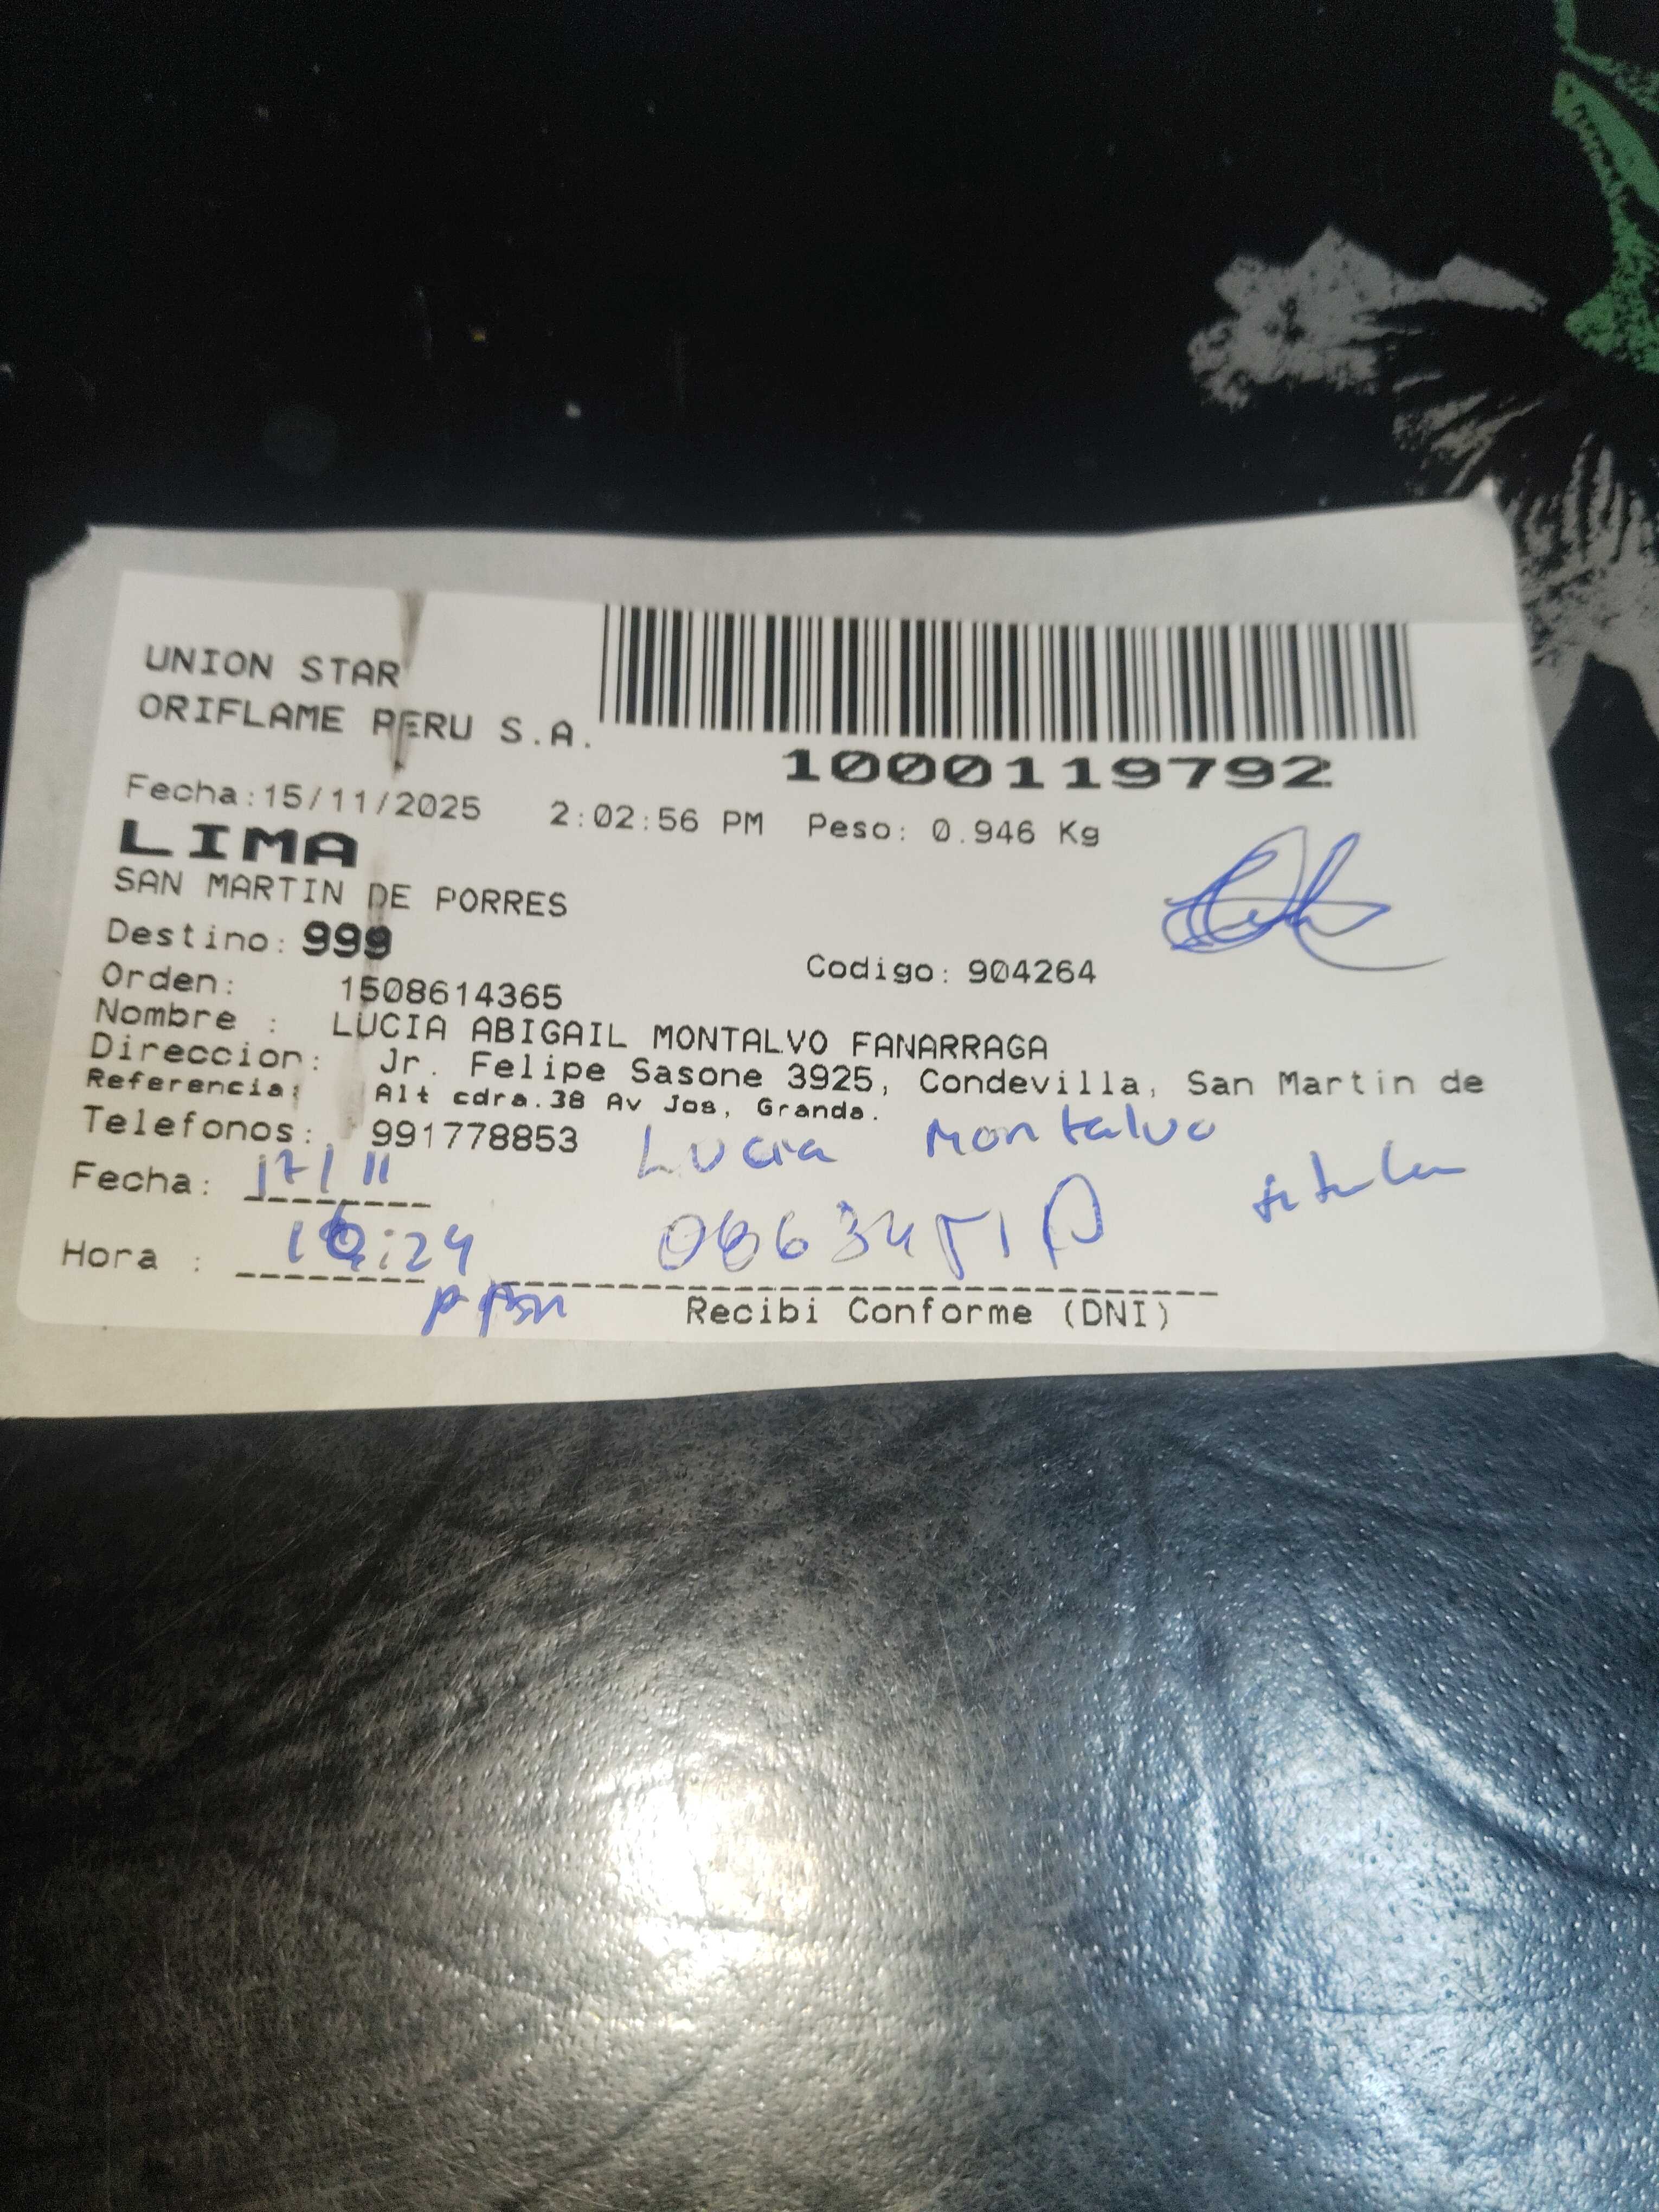 UNION STAR
ORIFLAME PERU S.A.
1000119792
Fecha:15/11/2025 2:02:56 PM Peso: 0.946 Kg
LIMA
SAN MARTIN DE PORRES
Destino: 999
Codigo: 904264
Orden: 1508614365
Nombre : LUCIA ABIGAIL MONTALVO FANARRAGA
Direccion: Jr. Felipe Sasone 3925, Condevilla, San Martin de
Referencia: Alt cdra.38 Av Jos, Granda.
Telefonos: 991778853
Lucia Montalvo
Fecha: 17/11
titular
Hora :
Recibi Conforme (DNI)